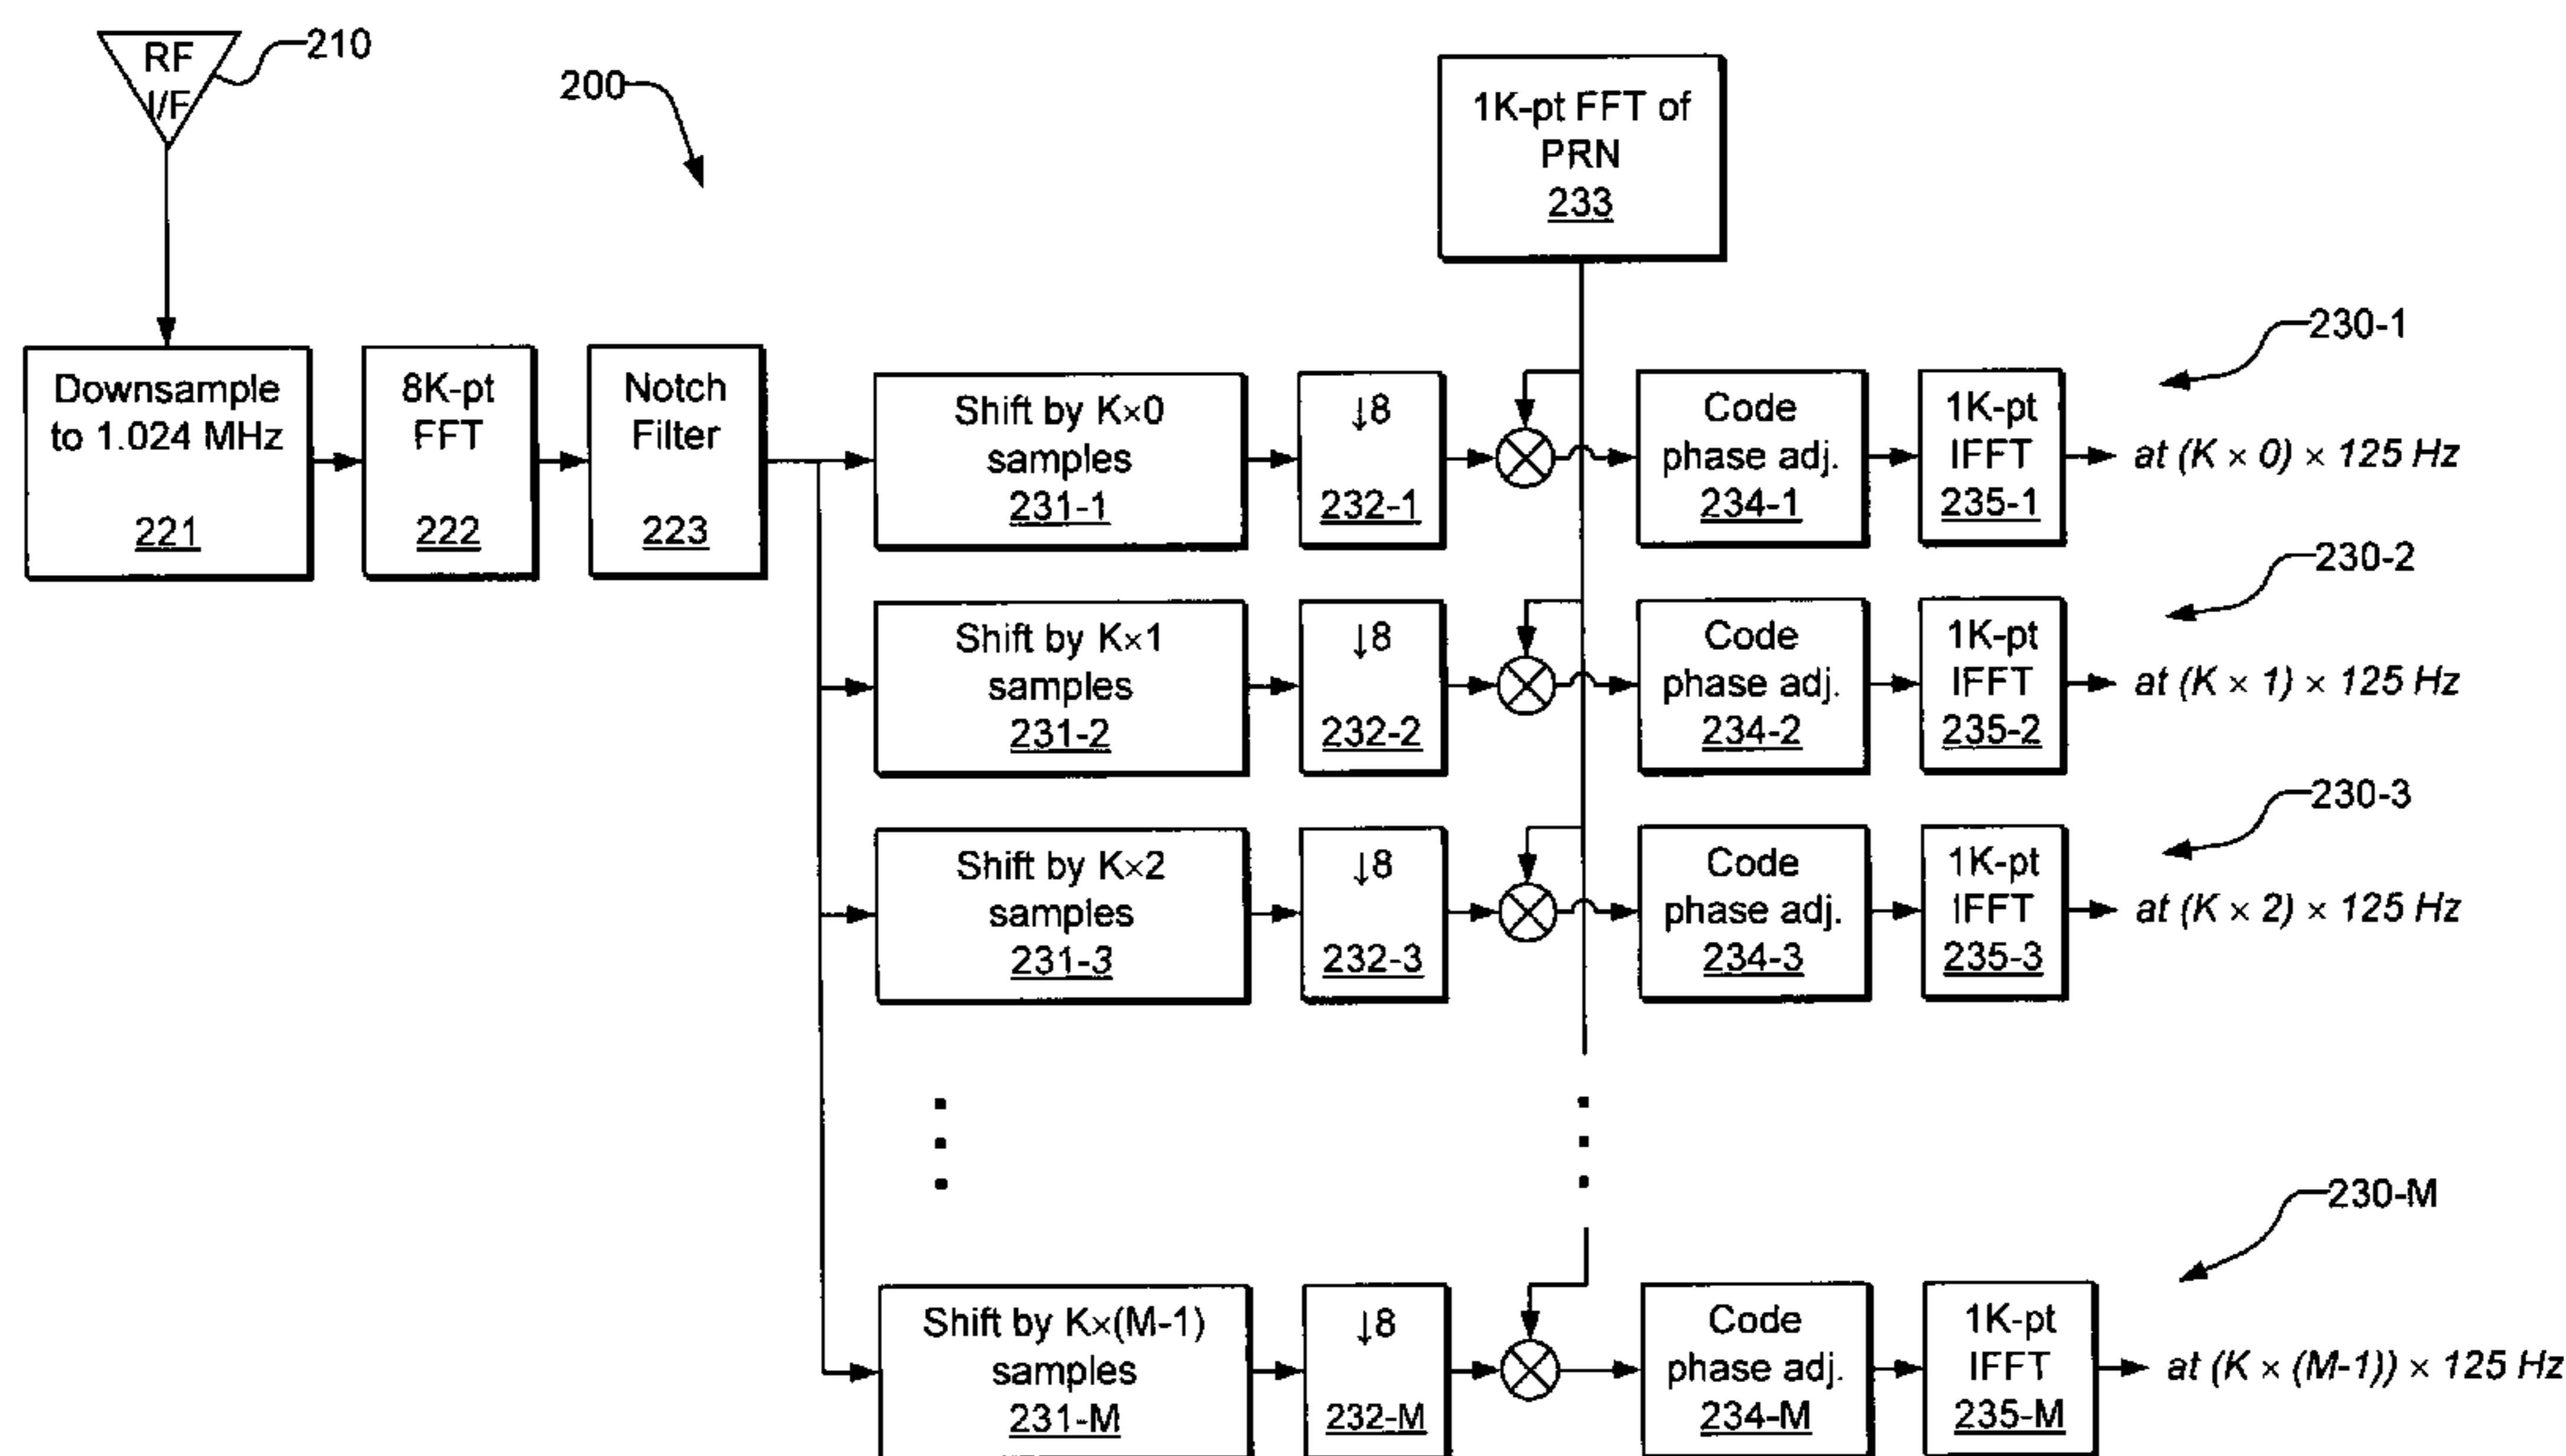 RF
I/F
210
200
1K-pt FFT of
PRN
233
Downsample
to 1.024 MHz
221
8K-pt
FFT
222
Notch
Filter
223
Shift by K×0
samples
231-1
↓8
232-1
Code
phase adj.
234-1
1K-pt
IFFT
235-1
230-1
at (K × 0) × 125 Hz
Shift by K×1
samples
231-2
↓8
232-2
Code
phase adj.
234-2
1K-pt
IFFT
235-2
230-2
at (K × 1) × 125 Hz
Shift by K×2
samples
231-3
↓8
232-3
Code
phase adj.
234-3
1K-pt
IFFT
235-3
230-3
at (K × 2) × 125 Hz
Shift by K×(M-1)
samples
231-M
↓8
232-M
Code
phase adj.
234-M
1K-pt
IFFT
235-M
230-M
at (K × (M-1)) × 125 Hz